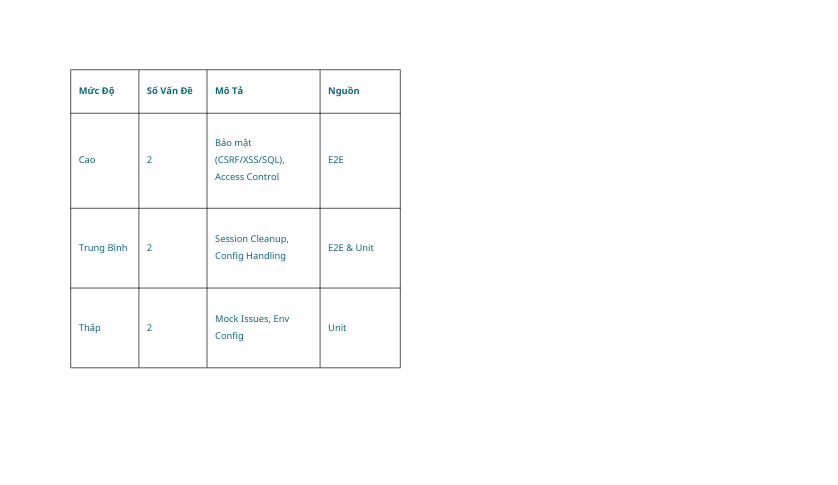 Mức Độ
Số Vấn Đề
Mô Tả
Nguồn
Cao
2
Bảo mật
(CSRF/XSS/SQL),
Access Control
E2E
Trung Bình
2
Session Cleanup,
Config Handling
E2E & Unit
Thấp
2
Mock Issues, Env
Config
Unit